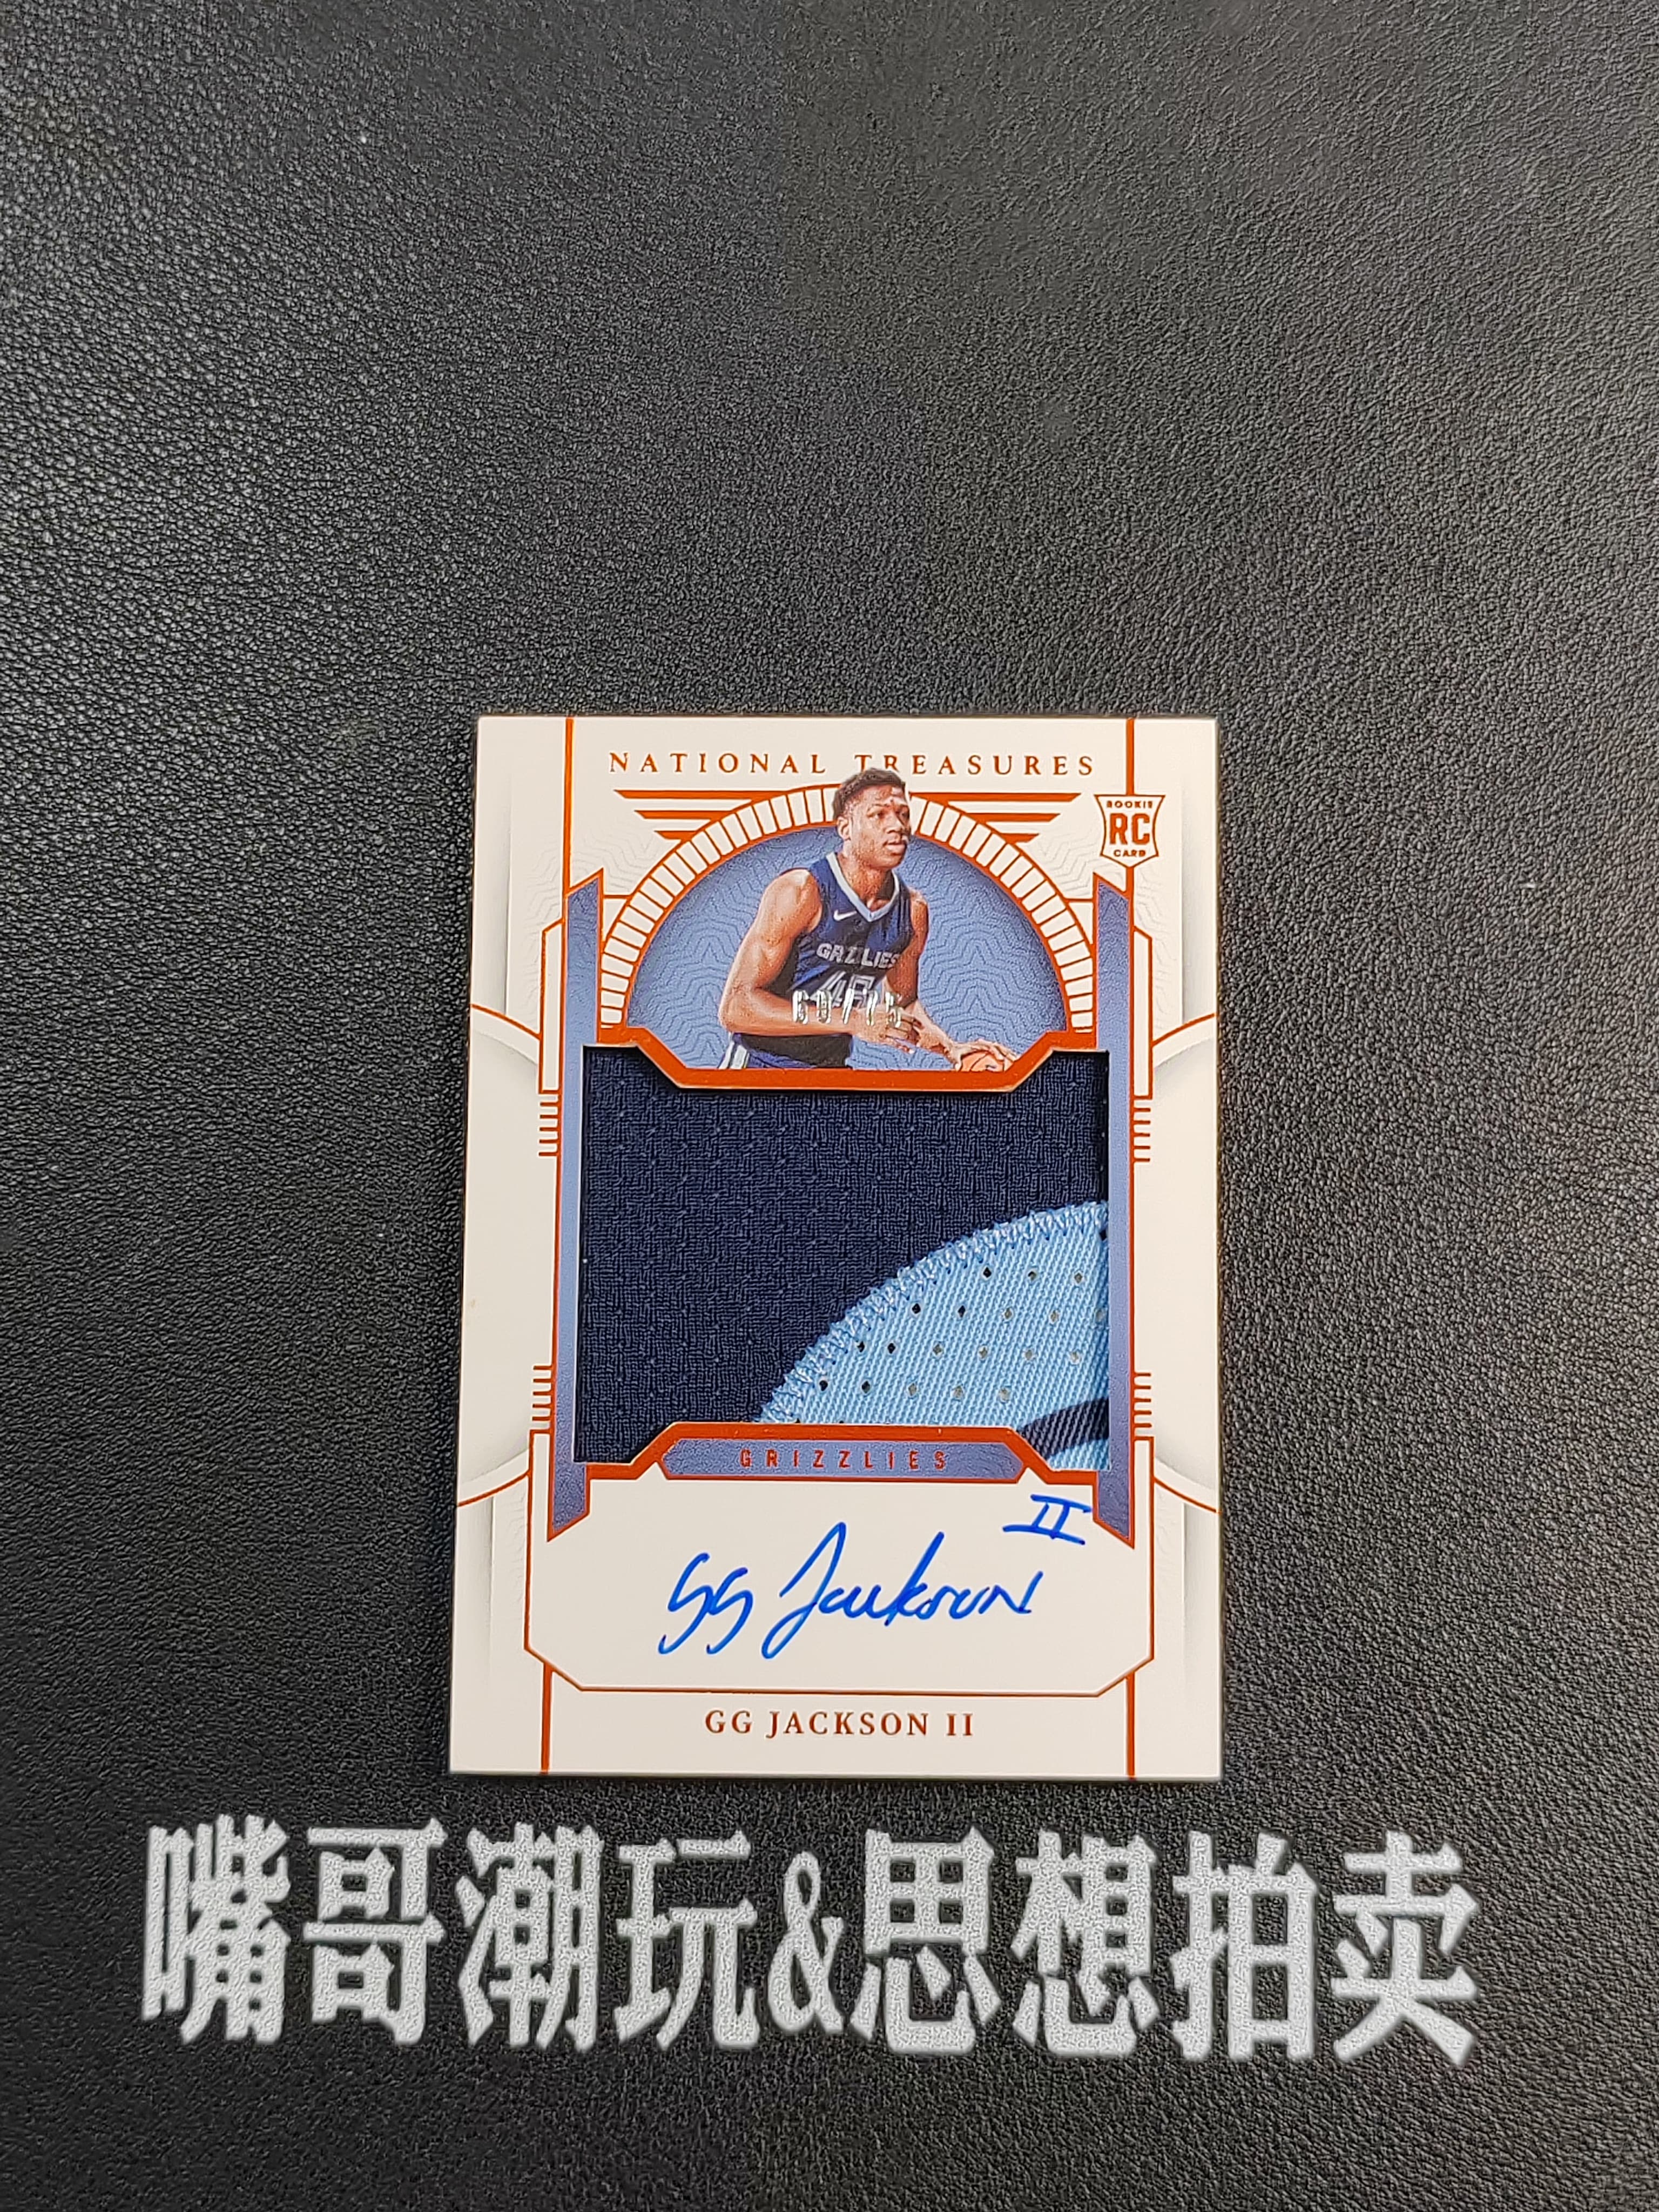 NATIONAL TREASURES
ROOKIE
RC
CARD
GRIZZLIES
GRIZZLIES
II
GG Jackson
GG JACKSON II
嘴哥潮玩&思想拍卖